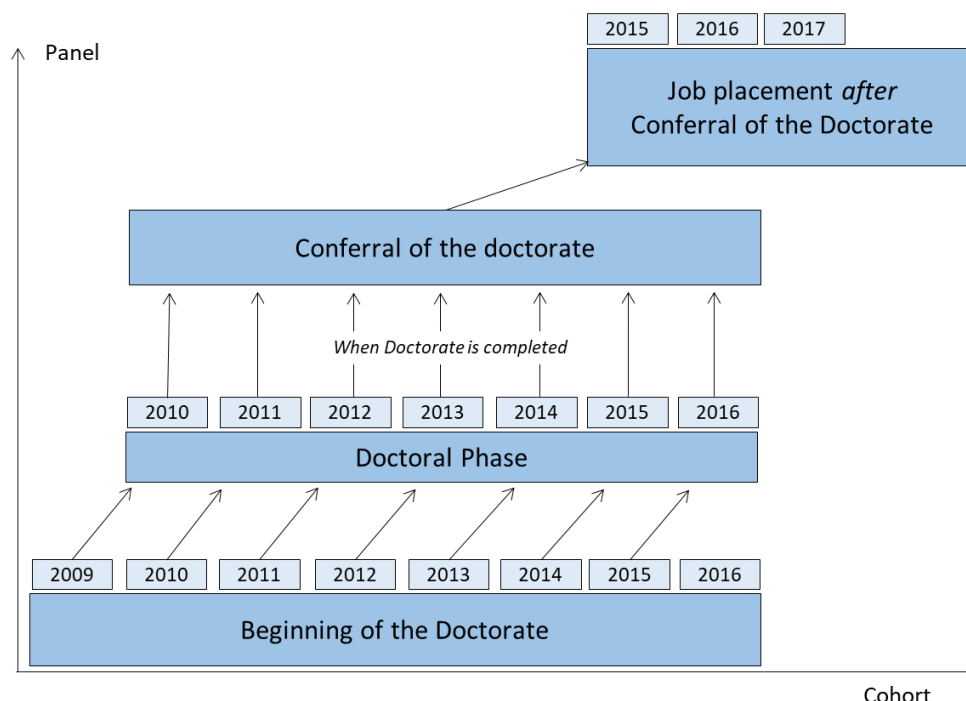 2015 2016 2017
Panel
Job placement after
Conferral of the Doctorate
Conferral of the doctorate
When Doctorate is completed
2010 2011 2012 2013 2014 2015 2016
Doctoral Phase
2009 2010 2011 2012 2013 2014 2015 2016
Beginning of the Doctorate
Cohort